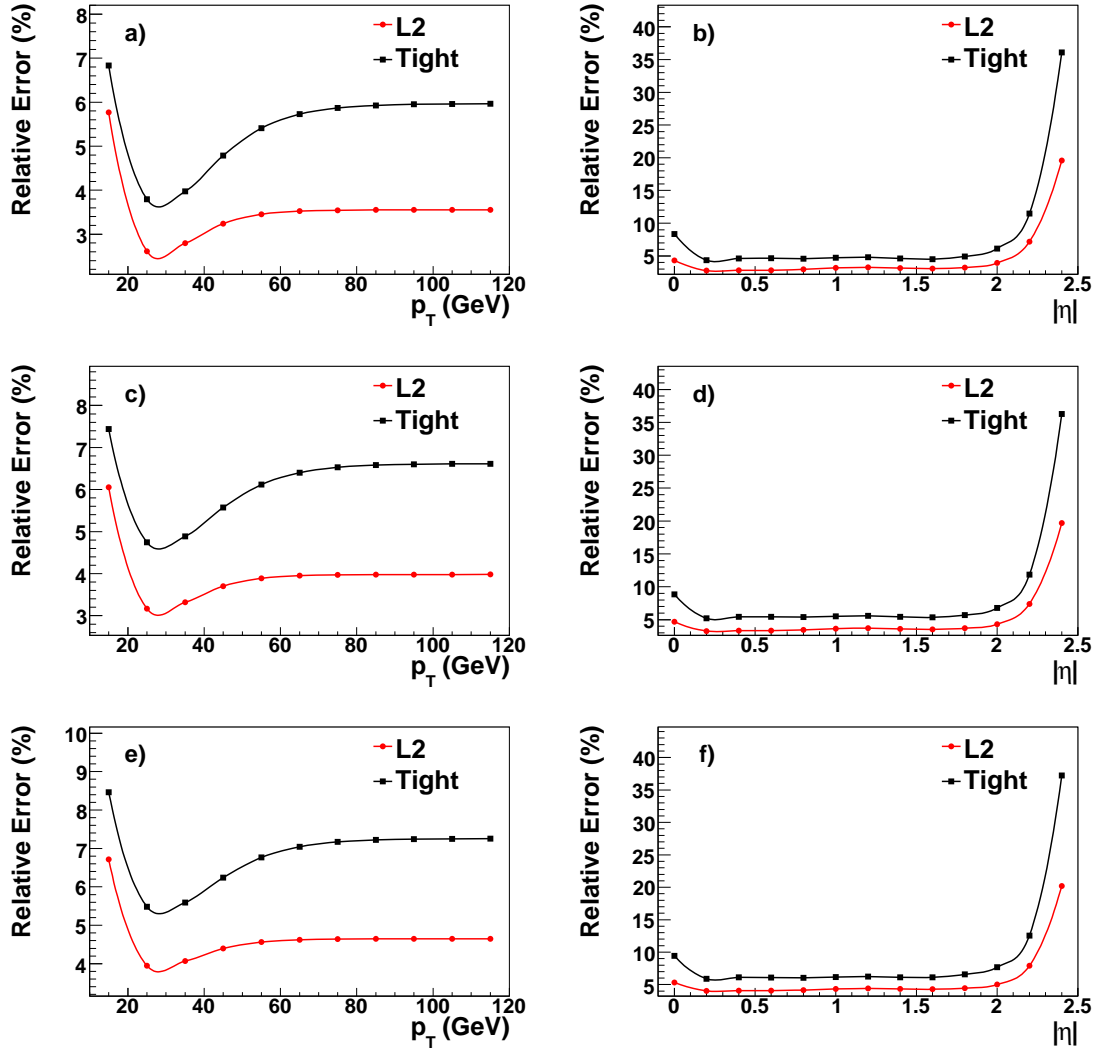 Relative Error (%)
8
7
6
5
4
3
a)
L2
Tight
20 40 60 80 100 120
p_T (GeV)
Relative Error (%)
40
35
30
25
20
15
10
5
b)
L2
Tight
0 0.5 1 1.5 2 2.5
|η|
Relative Error (%)
8
7
6
5
4
3
c)
L2
Tight
20 40 60 80 100 120
p_T (GeV)
Relative Error (%)
40
35
30
25
20
15
10
5
d)
L2
Tight
0 0.5 1 1.5 2 2.5
|η|
Relative Error (%)
10
9
8
7
6
5
4
e)
L2
Tight
20 40 60 80 100 120
p_T (GeV)
Relative Error (%)
40
35
30
25
20
15
10
5
f)
L2
Tight
0 0.5 1 1.5 2 2.5
|η|